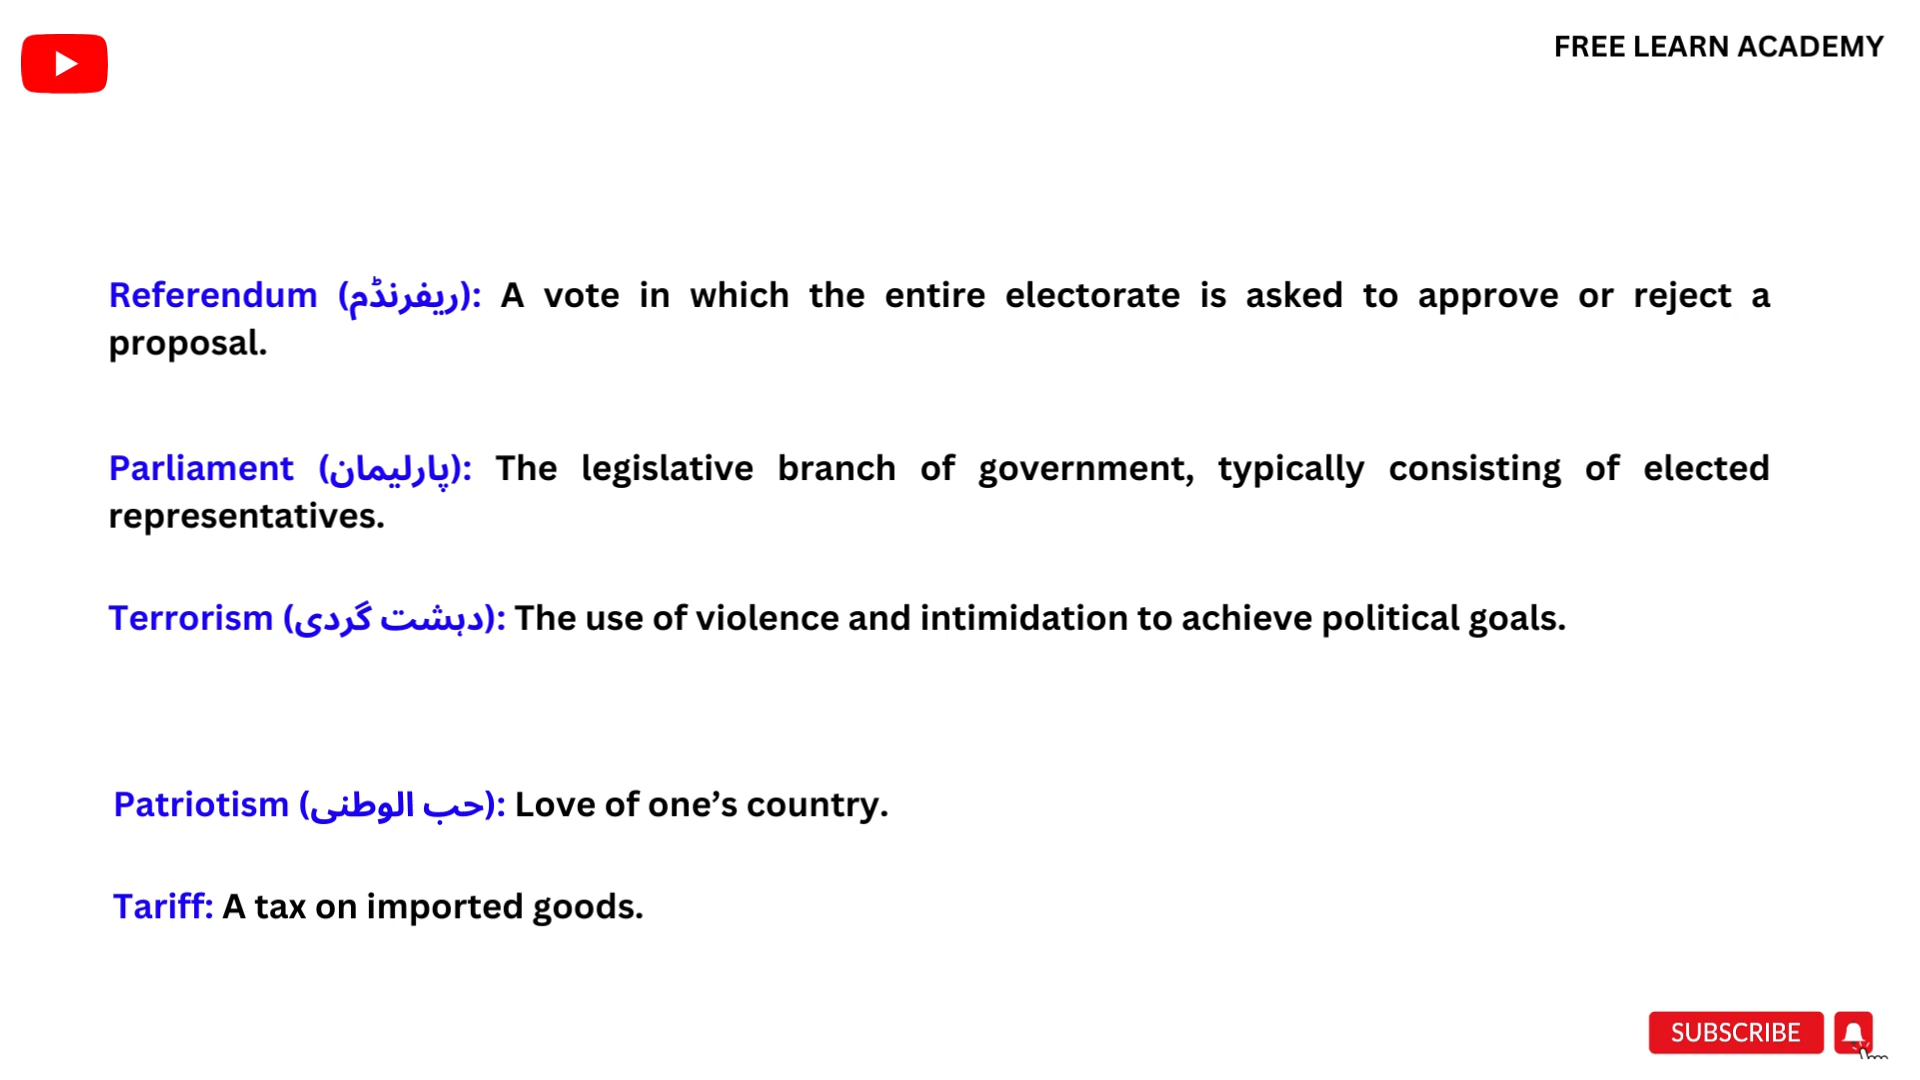 FREE LEARN ACADEMY
Referendum (ریفرنڈم): A vote in which the entire electorate is asked to approve or reject a
proposal.
Parliament (پارلیمان): The legislative branch of government, typically consisting of elected
representatives.
Terrorism (دہشت گردی): The use of violence and intimidation to achieve political goals.
Patriotism (حب الوطنی): Love of one’s country.
Tariff: A tax on imported goods.
SUBSCRIBE